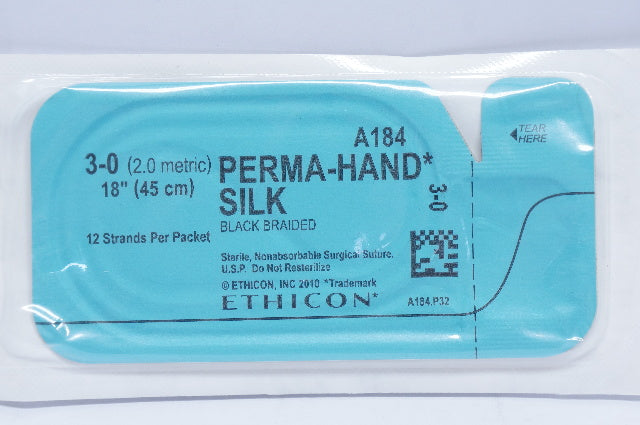 A184
3-0 (2.0 metric)
18" (45 cm)
12 Strands Per Packet
PERMA-HAND*
SILK
BLACK BRAIDED
Sterile, Nonabsorbable Surgical Suture.
U.S.P. Do Not Resterilize
© ETHICON, INC 2010 *Trademark
ETHICON*
3-0
A184.P32
TEAR
HERE